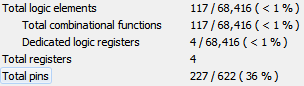 Total logic elements 117 / 68,416 ( < 1 % )
Total combinational functions 117 / 68,416 ( < 1 % )
Dedicated logic registers 4 / 68,416 ( < 1 % )
Total registers 4
Total pins 227 / 622 ( 36 % )